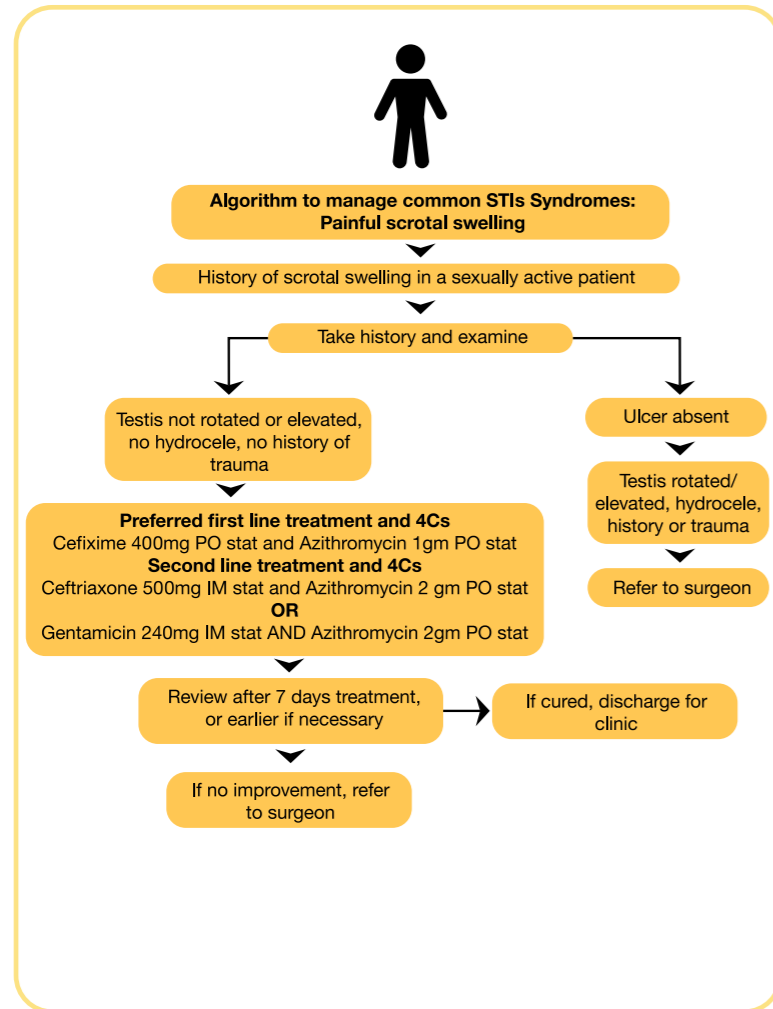 Algorithm to manage common STIs Syndromes:
Painful scrotal swelling
History of scrotal swelling in a sexually active patient
Take history and examine
Testis not rotated or elevated,
no hydrocele, no history of
trauma
Preferred first line treatment and 4Cs
Cefixime 400mg PO stat and Azithromycin 1gm PO stat
Second line treatment and 4Cs
Ceftriaxone 500mg IM stat and Azithromycin 2 gm PO stat
OR
Gentamicin 240mg IM stat AND Azithromycin 2gm PO stat
Review after 7 days treatment,
or earlier if necessary
If cured, discharge for
clinic
If no improvement, refer
to surgeon
Ulcer absent
Testis rotated/
elevated, hydrocele,
history or trauma
Refer to surgeon